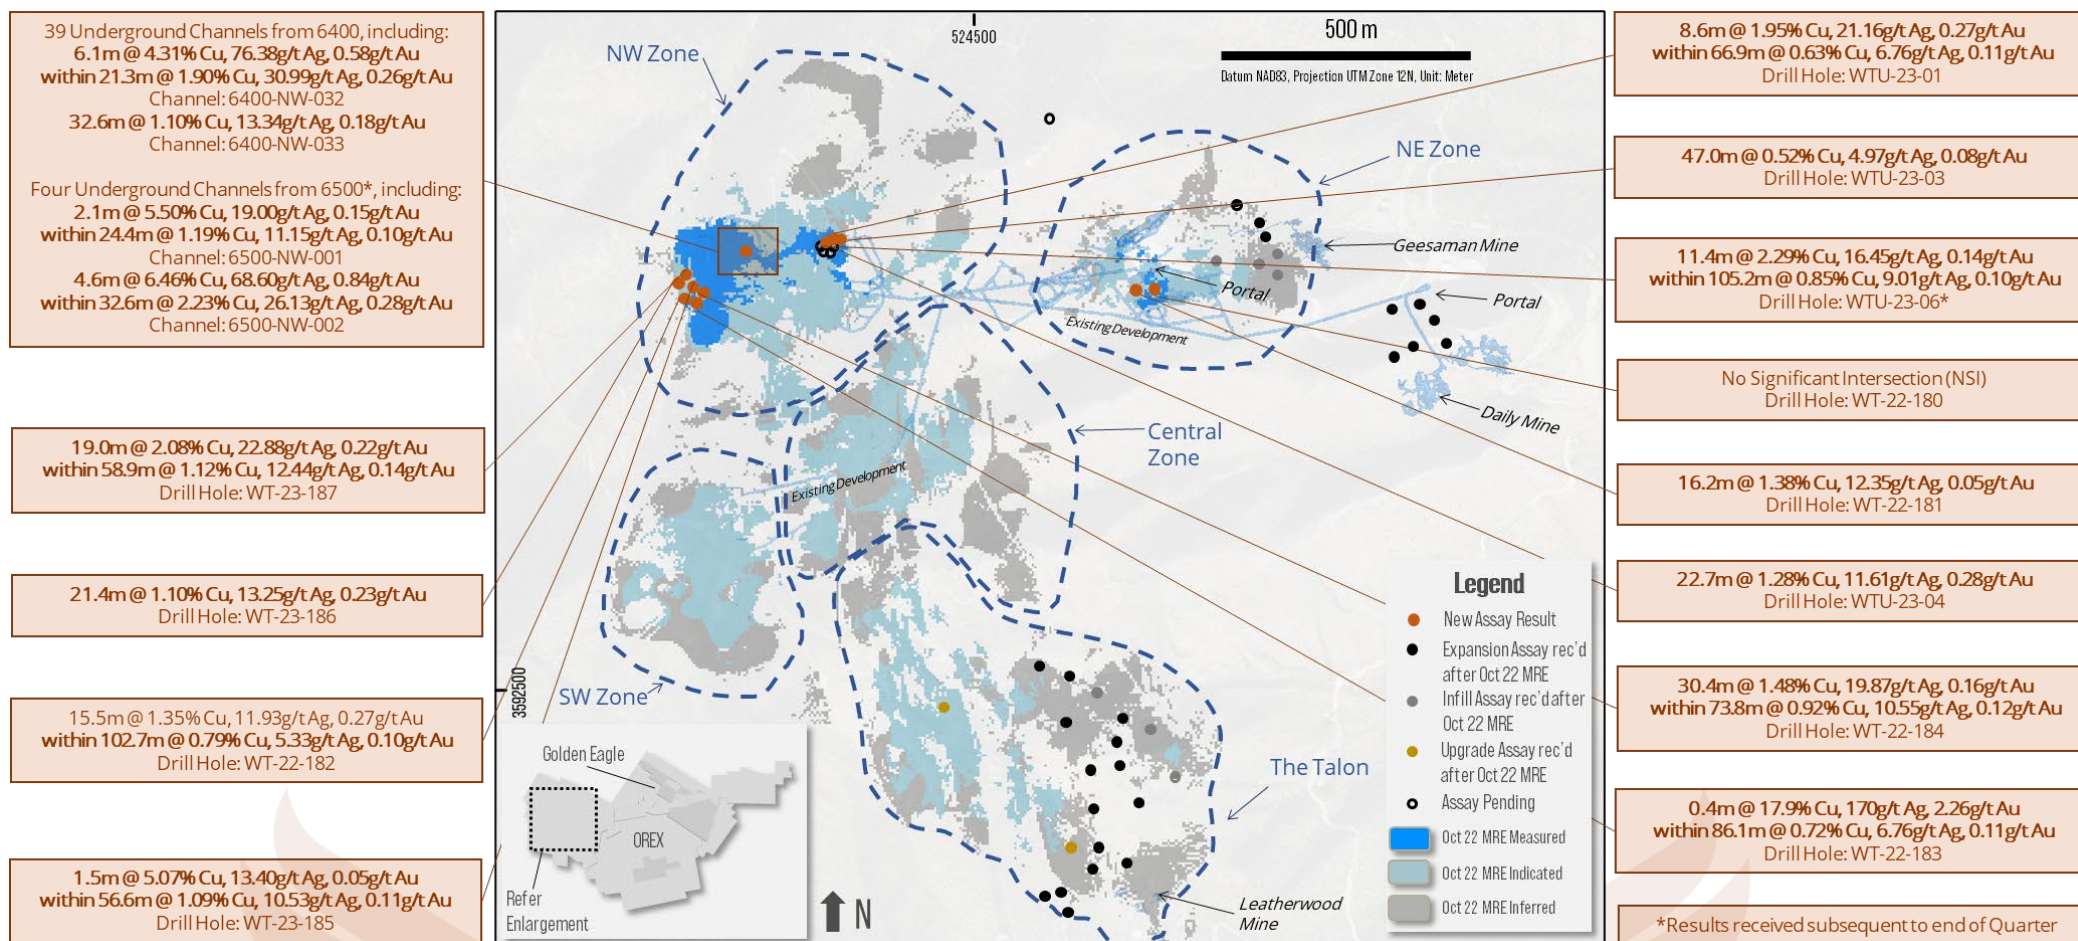 39 Underground Channels from 6400, including:
6.1m @ 4.31% Cu, 76.38g/t Ag, 0.58g/t Au
within 21.3m @ 1.90% Cu, 30.99g/t Ag, 0.26g/t Au
Channel: 6400-NW-032
32.6m @ 1.10% Cu, 13.34g/t Ag, 0.18g/t Au
Channel: 6400-NW-033
Four Underground Channels from 6500*, including:
2.1m @ 5.50% Cu, 19.00g/t Ag, 0.15g/t Au
within 24.4m @ 1.19% Cu, 11.15g/t Ag, 0.10g/t Au
Channel: 6500-NW-001
4.6m @ 6.46% Cu, 68.60g/t Ag, 0.84g/t Au
within 32.6m @ 2.23% Cu, 26.13g/t Ag, 0.28g/t Au
Channel: 6500-NW-002
19.0m @ 2.08% Cu, 22.88g/t Ag, 0.22g/t Au
within 58.9m @ 1.12% Cu, 12.44g/t Ag, 0.14g/t Au
Drill Hole: WT-23-187
21.4m @ 1.10% Cu, 13.25g/t Ag, 0.23g/t Au
Drill Hole: WT-23-186
15.5m @ 1.35% Cu, 11.93g/t Ag, 0.27g/t Au
within 102.7m @ 0.79% Cu, 5.33g/t Ag, 0.10g/t Au
Drill Hole: WT-22-182
1.5m @ 5.07% Cu, 13.40g/t Ag, 0.05g/t Au
within 56.6m @ 1.09% Cu, 10.53g/t Ag, 0.11g/t Au
Drill Hole: WT-23-185
524500
500 m
Datum NAD83, Projection UTM Zone 12N, Unit: Meter
NW Zone
NE Zone
Geesaman Mine
Portal
Portal
Existing Development
Daily Mine
Central
Zone
Existing Development
SW Zone
3592500
The Talon
Leatherwood
Mine
Golden Eagle
OREX
Refer
Enlargement
N
Legend
New Assay Result
Expansion Assay rec'd
after Oct 22 MRE
Infill Assay rec'd after
Oct 22 MRE
Upgrade Assay rec'd
after Oct 22 MRE
Assay Pending
Oct 22 MRE Measured
Oct 22 MRE Indicated
Oct 22 MRE Inferred
8.6m @ 1.95% Cu, 21.16g/t Ag, 0.27g/t Au
within 66.9m @ 0.63% Cu, 6.76g/t Ag, 0.11g/t Au
Drill Hole: WTU-23-01
47.0m @ 0.52% Cu, 4.97g/t Ag, 0.08g/t Au
Drill Hole: WTU-23-03
11.4m @ 2.29% Cu, 16.45g/t Ag, 0.14g/t Au
within 105.2m @ 0.85% Cu, 9.01g/t Ag, 0.10g/t Au
Drill Hole: WTU-23-06*
No Significant Intersection (NSI)
Drill Hole: WT-22-180
16.2m @ 1.38% Cu, 12.35g/t Ag, 0.05g/t Au
Drill Hole: WT-22-181
22.7m @ 1.28% Cu, 11.61g/t Ag, 0.28g/t Au
Drill Hole: WTU-23-04
30.4m @ 1.48% Cu, 19.87g/t Ag, 0.16g/t Au
within 73.8m @ 0.92% Cu, 10.55g/t Ag, 0.12g/t Au
Drill Hole: WT-22-184
0.4m @ 17.9% Cu, 170g/t Ag, 2.26g/t Au
within 86.1m @ 0.72% Cu, 6.76g/t Ag, 0.11g/t Au
Drill Hole: WT-22-183
*Results received subsequent to end of Quarter